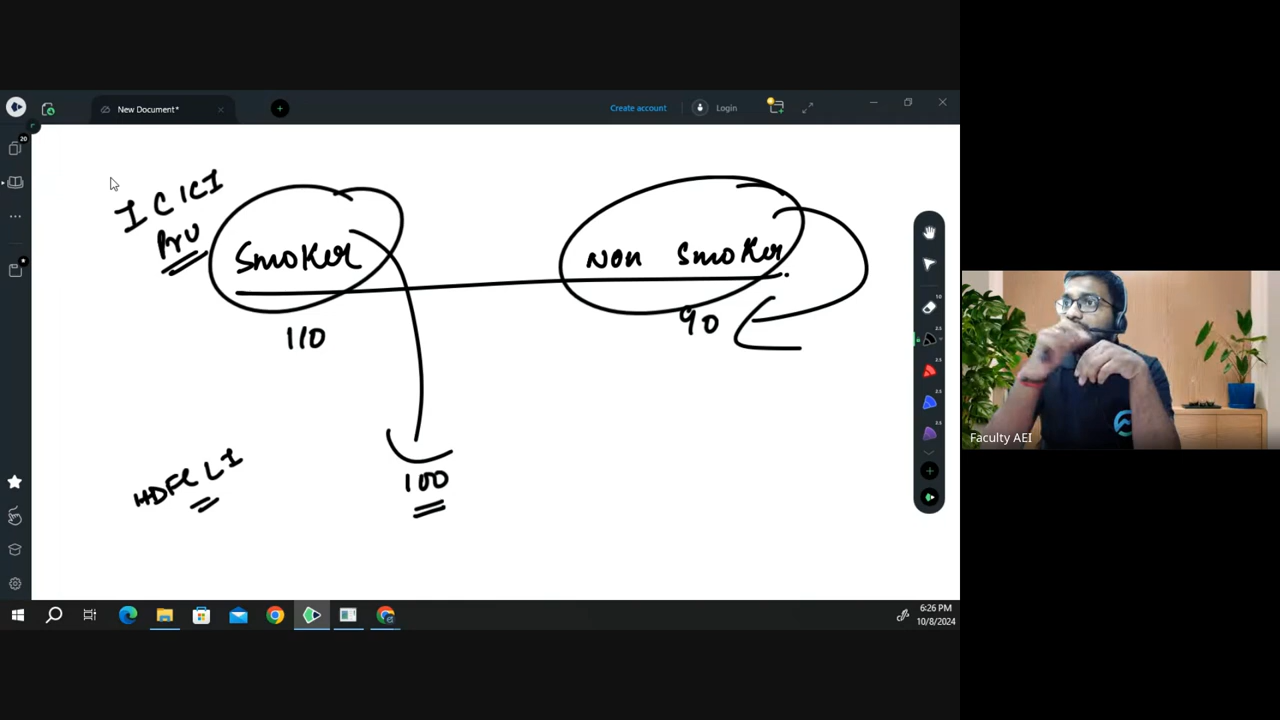 New Document*
Create account
Login
20
ICICI
Pru
Smoker
Non Smoker
110
90
HDFC LI
100
Faculty AEI
6:26 PM
10/8/2024